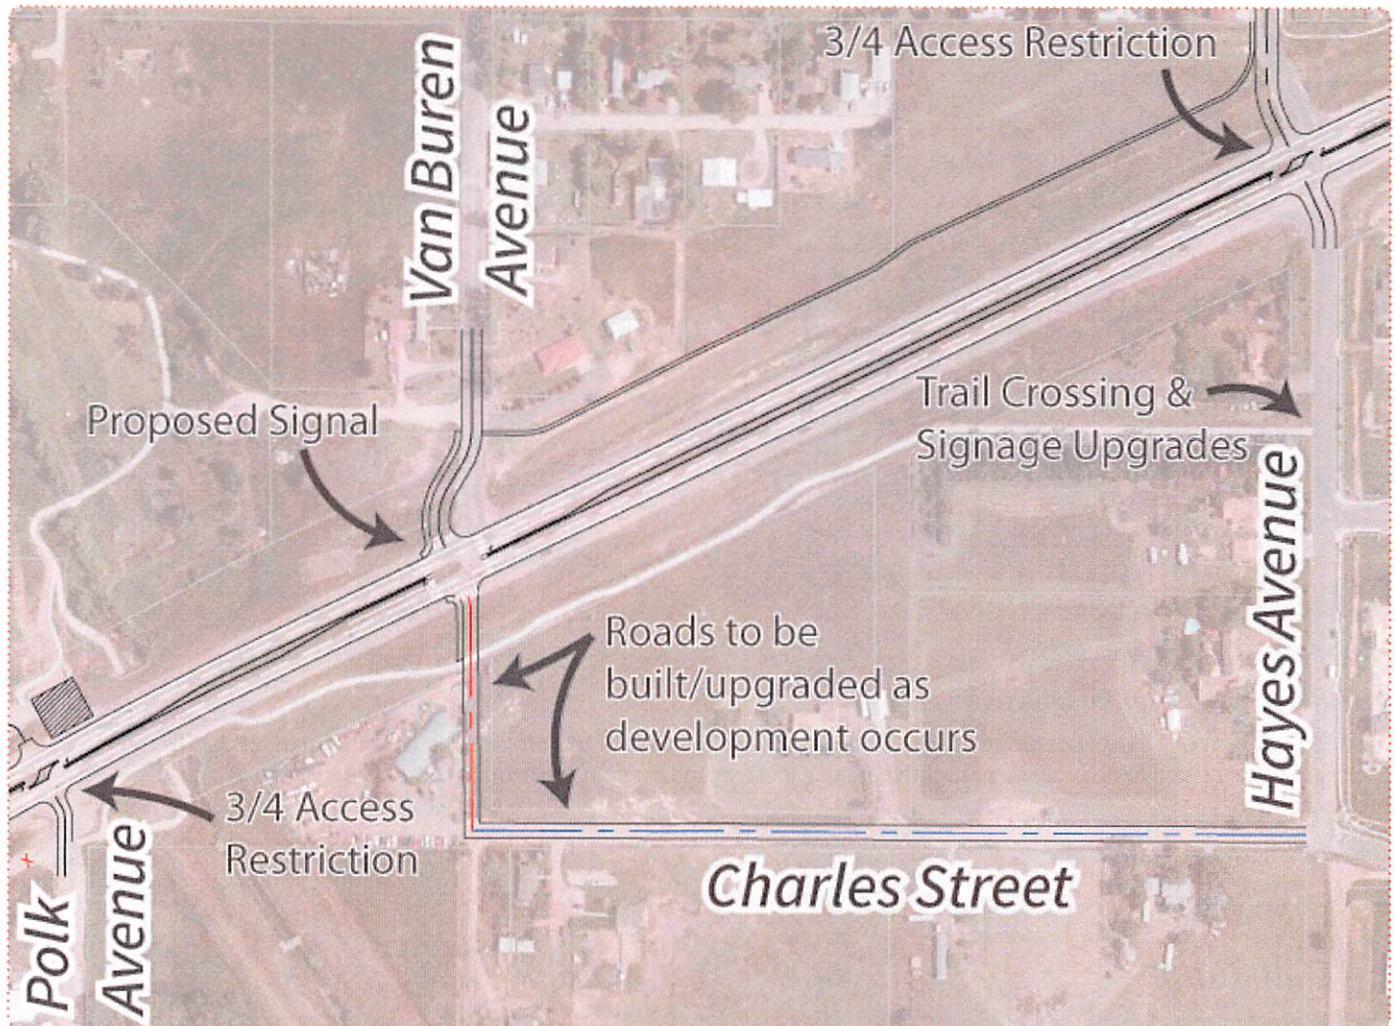 3/4 Access Restriction
Van Buren
Avenue
Proposed Signal
Trail Crossing &
Signage Upgrades
Hayes Avenue
Roads to be
built/upgraded as
development occurs
3/4 Access
Restriction
Charles Street
Polk
Avenue